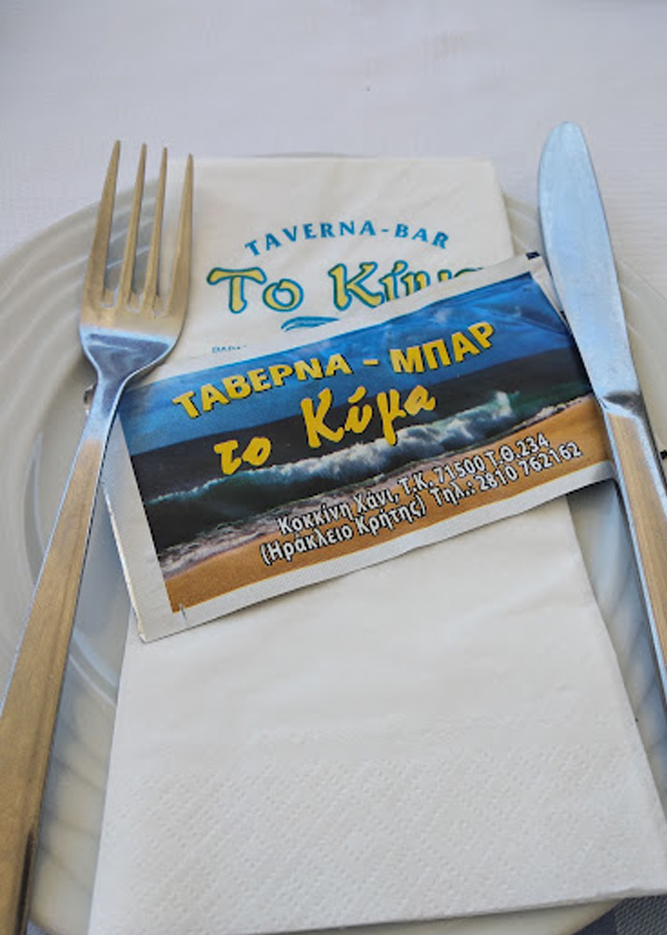 TAVERNA-BAR
Το Κύμα
ΤΑΒΕΡΝΑ - ΜΠΑΡ
το Κύμα
Κοκκίνη Χάνι, Τ.Κ. 71500 Τ.Θ.234
(Ηράκλειο Κρήτης) Τηλ.: 2810 762162